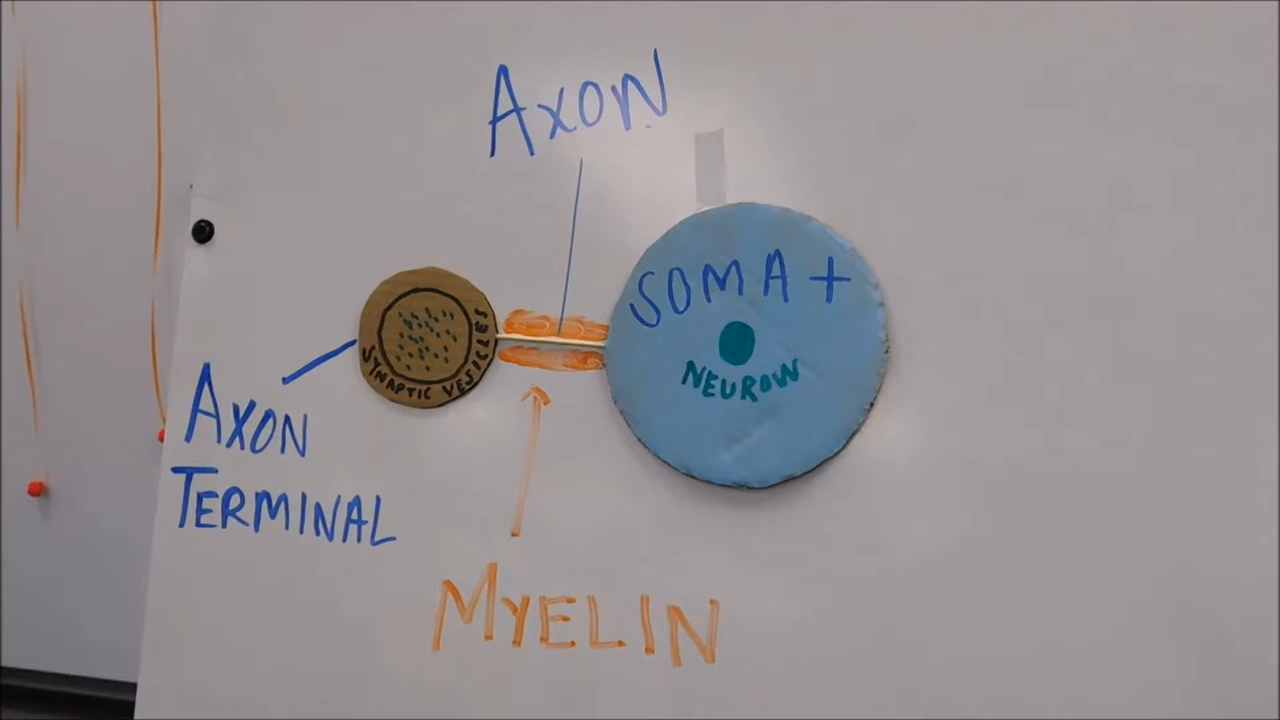 AXON
SOMA +
NEURON
SYNAPTIC VESICLES
AXON
TERMINAL
MYELIN